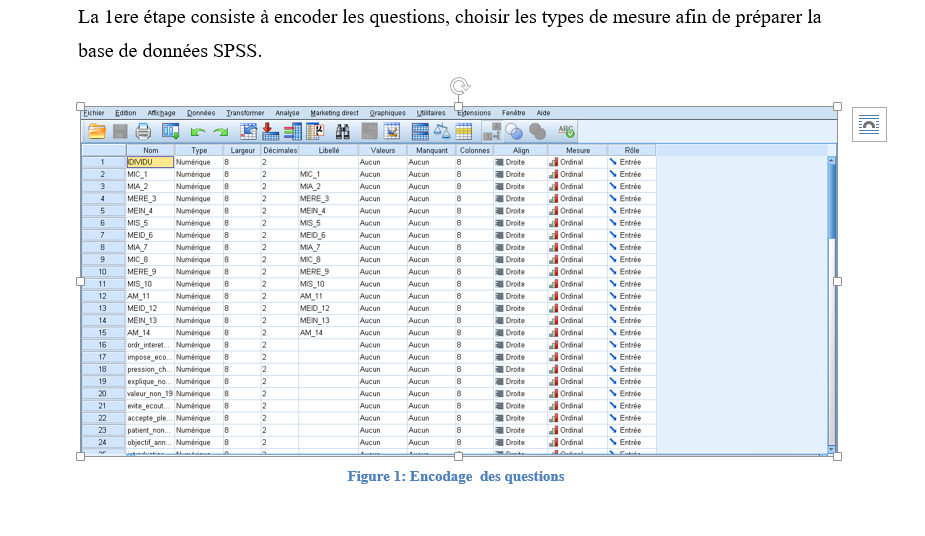 La 1ere étape consiste à encoder les questions, choisir les types de mesure afin de préparer la
base de données SPSS.
Fichier Edition Affichage Données Transformer Analyse Marketing direct Graphiques Utilitaires Extensions Fenêtre Aide
Nom Type Largeur Décimales Libellé Valeurs Manquant Colonnes Align Mesure Rôle
1 IDIVIDU Numérique 8 2 Aucun Aucun 8 Droite Ordinal Entrée
2 MIC_1 Numérique 8 2 MIC_1 Aucun Aucun 8 Droite Ordinal Entrée
3 MIA_2 Numérique 8 2 MIA_2 Aucun Aucun 8 Droite Ordinal Entrée
4 MERE_3 Numérique 8 2 MERE_3 Aucun Aucun 8 Droite Ordinal Entrée
5 MEIN_4 Numérique 8 2 MEIN_4 Aucun Aucun 8 Droite Ordinal Entrée
6 MIS_5 Numérique 8 2 MIS_5 Aucun Aucun 8 Droite Ordinal Entrée
7 MEID_6 Numérique 8 2 MEID_6 Aucun Aucun 8 Droite Ordinal Entrée
8 MIA_7 Numérique 8 2 MIA_7 Aucun Aucun 8 Droite Ordinal Entrée
9 MIC_8 Numérique 8 2 MIC_8 Aucun Aucun 8 Droite Ordinal Entrée
10 MERE_9 Numérique 8 2 MERE_9 Aucun Aucun 8 Droite Ordinal Entrée
11 MIS_10 Numérique 8 2 MIS_10 Aucun Aucun 8 Droite Ordinal Entrée
12 AM_11 Numérique 8 2 AM_11 Aucun Aucun 8 Droite Ordinal Entrée
13 MEID_12 Numérique 8 2 MEID_12 Aucun Aucun 8 Droite Ordinal Entrée
14 MEIN_13 Numérique 8 2 MEIN_13 Aucun Aucun 8 Droite Ordinal Entrée
15 AM_14 Numérique 8 2 AM_14 Aucun Aucun 8 Droite Ordinal Entrée
16 ordr_interet... Numérique 8 2 Aucun Aucun 8 Droite Ordinal Entrée
17 impose_eco... Numérique 8 2 Aucun Aucun 8 Droite Ordinal Entrée
18 pression_ch... Numérique 8 2 Aucun Aucun 8 Droite Ordinal Entrée
19 explique_no... Numérique 8 2 Aucun Aucun 8 Droite Ordinal Entrée
20 valeur_non_19 Numérique 8 2 Aucun Aucun 8 Droite Ordinal Entrée
21 evite_ecout... Numérique 8 2 Aucun Aucun 8 Droite Ordinal Entrée
22 accepte_ple... Numérique 8 2 Aucun Aucun 8 Droite Ordinal Entrée
23 patient_non... Numérique 8 2 Aucun Aucun 8 Droite Ordinal Entrée
24 objectif_ann... Numérique 8 2 Aucun Aucun 8 Droite Ordinal Entrée
Figure 1: Encodage des questions